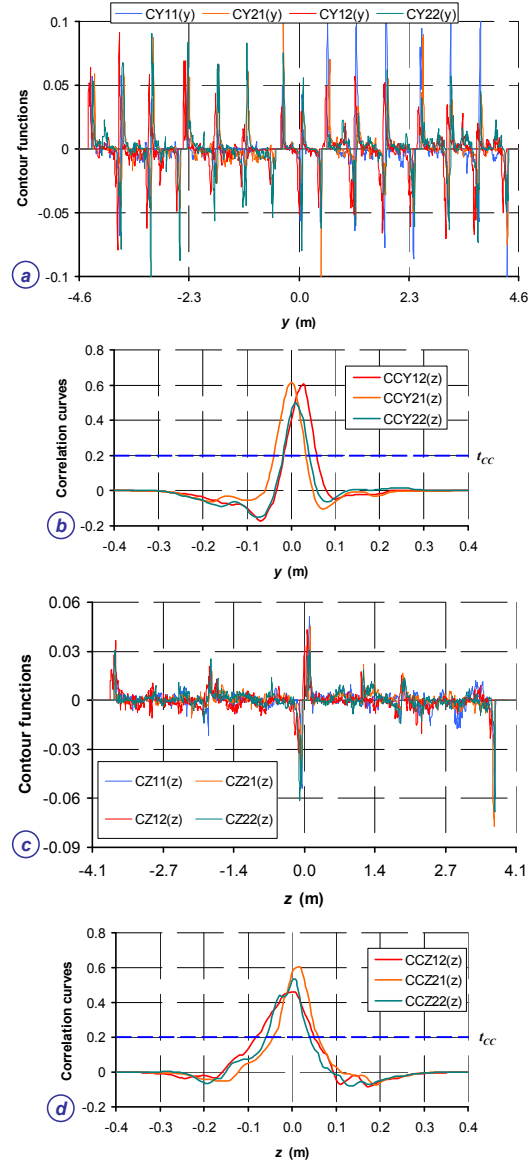 CY11(y) CY21(y) CY12(y) CY22(y)
0.1
0.05
0
-0.05
-0.1
Contour functions
-4.6 -2.3 0.0 2.3 4.6
y (m)
a
0.8
0.6
0.4
0.2
0
-0.2
Correlation curves
CCY12(z)
CCY21(z)
CCY22(z)
tCC
-0.4 -0.3 -0.2 -0.1 0.0 0.1 0.2 0.3 0.4
y (m)
b
0.06
0.03
0
-0.03
-0.06
-0.09
Contour functions
CZ11(z) CZ21(z)
CZ12(z) CZ22(z)
-4.1 -2.7 -1.4 0.0 1.4 2.7 4.1
z (m)
c
0.8
0.6
0.4
0.2
0
-0.2
Correlation curves
CCZ12(z)
CCZ21(z)
CCZ22(z)
tCC
-0.4 -0.3 -0.2 -0.1 0.0 0.1 0.2 0.3 0.4
z (m)
d